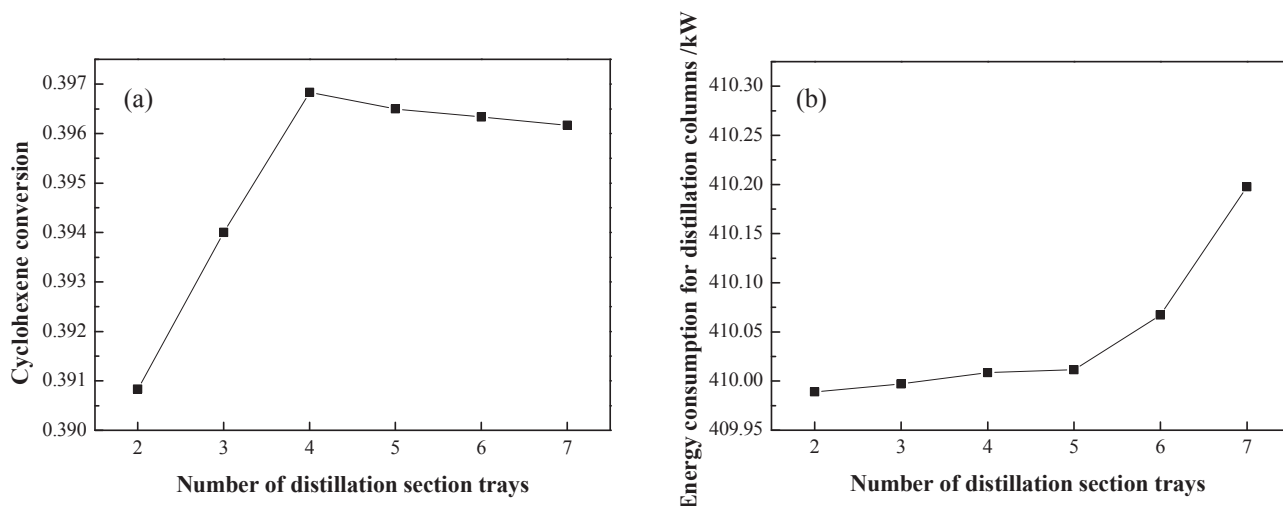 (a)
Cyclohexene conversion
0.397
0.396
0.395
0.394
0.393
0.392
0.391
0.390
2 3 4 5 6 7
Number of distillation section trays
(b)
Energy consumption for distillation columns /kW
410.30
410.25
410.20
410.15
410.10
410.05
410.00
409.95
2 3 4 5 6 7
Number of distillation section trays